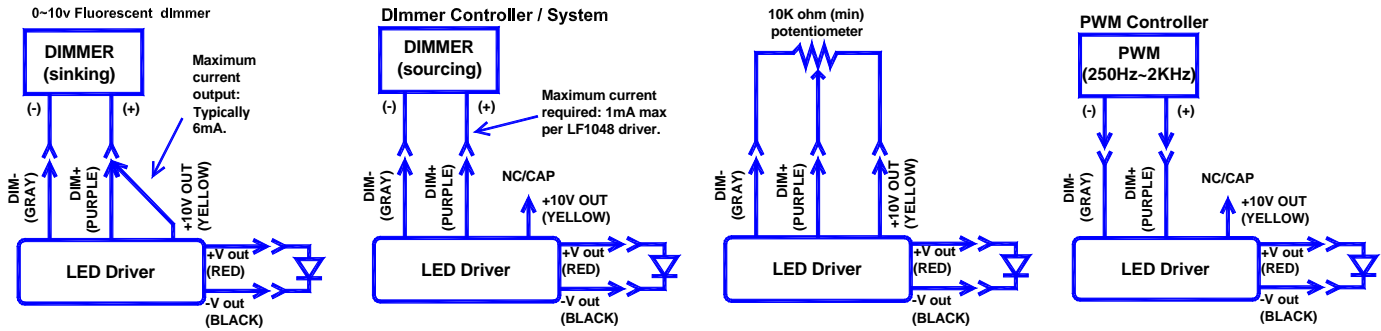 0~10v Fluorescent dImmer
DIMMER
(sinking)
Maximum
current
output:
Typically
6mA.
(-)
(+)
DIM-
(GRAY)
DIM+
(PURPLE)
+10V OUT
(YELLOW)
LED Driver
+V out
(RED)
-V out
(BLACK)
DImmer Controller / System
DIMMER
(sourcing)
(-)
(+)
Maximum current
required: 1mA max
per LF1048 driver.
DIM-
(GRAY)
DIM+
(PURPLE)
NC/CAP
+10V OUT
(YELLOW)
LED Driver
+V out
(RED)
-V out
(BLACK)
10K ohm (min)
potentiometer
DIM-
(GRAY)
DIM+
(PURPLE)
+10V OUT
(YELLOW)
LED Driver
+V out
(RED)
-V out
(BLACK)
PWM Controller
PWM
(250Hz~2KHz)
(-)
(+)
DIM-
(GRAY)
DIM+
(PURPLE)
NC/CAP
+10V OUT
(YELLOW)
LED Driver
+V out
(RED)
-V out
(BLACK)